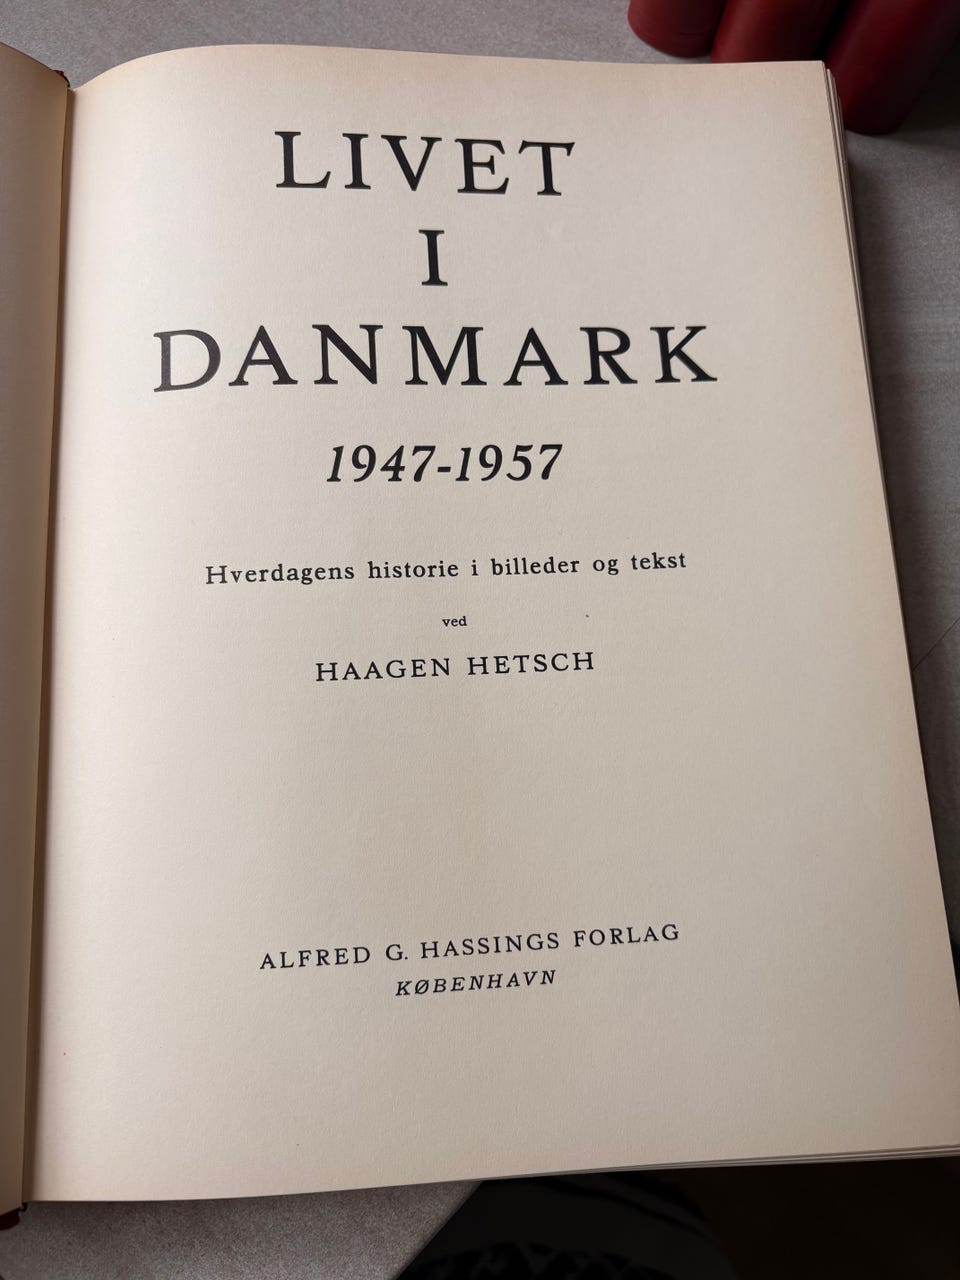 LIVET
I
DANMARK
1947-1957
Hverdagens historie i billeder og tekst
ved
HAAGEN HETSCH
ALFRED G. HASSINGS FORLAG
KØBENHAVN